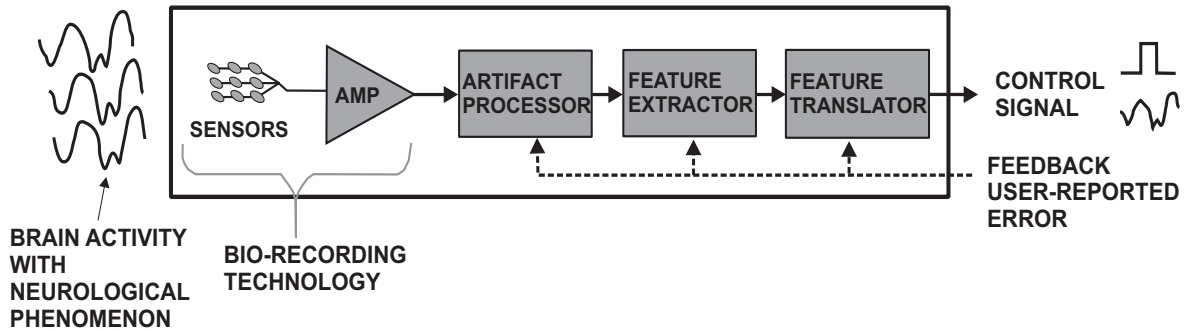 SENSORS
AMP
ARTIFACT
PROCESSOR
FEATURE
EXTRACTOR
FEATURE
TRANSLATOR
CONTROL
SIGNAL
FEEDBACK
USER-REPORTED
ERROR
BRAIN ACTIVITY
WITH
NEUROLOGICAL
PHENOMENON
BIO-RECORDING
TECHNOLOGY